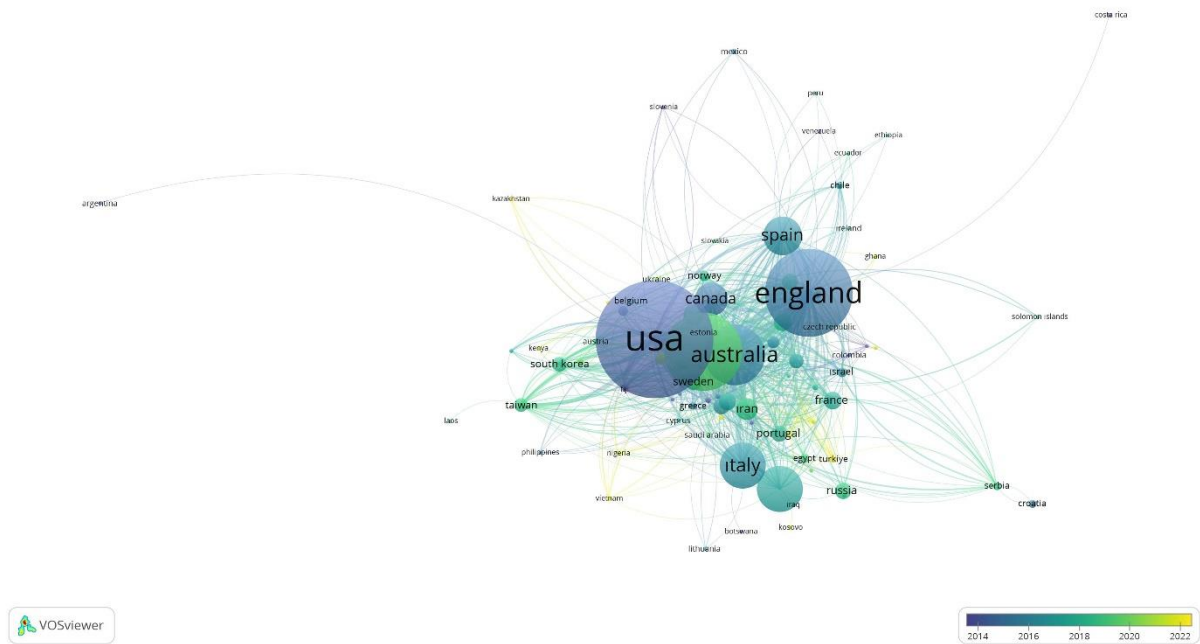 costa rica
mexico
peru
slovenia
venezuela
ethiopia
ecuador
chile
argentina
kazakhstan
ireland
spain
slovakia
ghana
norway
ukraine
england
canada
belgium
solomon islands
czech republic
estonia
usa
austria
kenya
australia
colombia
south korea
israel
sweden
france
taiwan
greece
iran
laos
cyprus
saudi arabia
portugal
philippines
nigeria
egypt
turkiye
italy
serbia
russia
vietnam
iraq
croatia
botswana
kosovo
lithuania
VOSviewer
2014 2016 2018 2020 2022